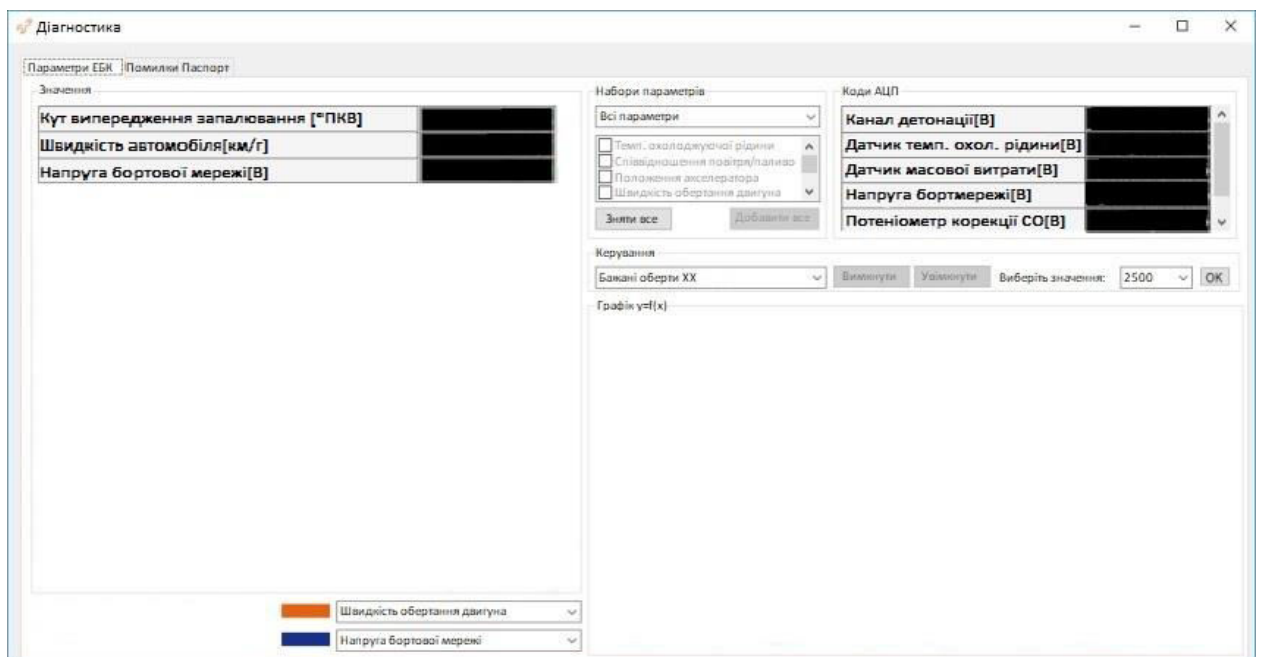 Діагностика
Параметри ЕБК Помилки Паспорт
Значення
Кут випередження запалювання [°ПКВ]
Швидкість автомобіля[км/г]
Напруга бортової мережі[В]
Швидкість обертання двигуна
Напруга бортової мережі
Набори параметрів
Всі параметри
Темп. охолоджуючої рідини
Співвідношення повітря/паливо
Положення акселератора
Швидкість обертання двигуна
Зняти все Добавити все
Коди АЦП
Канал детонації[В]
Датчик темп. охол. рідини[В]
Датчик масової витрати[В]
Напруга бортмережі[В]
Потеніометр корекції СО[В]
Керування
Бажані оберти ХХ Вимкнути Увімкнути Виберіть значення: 2500 OK
Графік y=f(x)